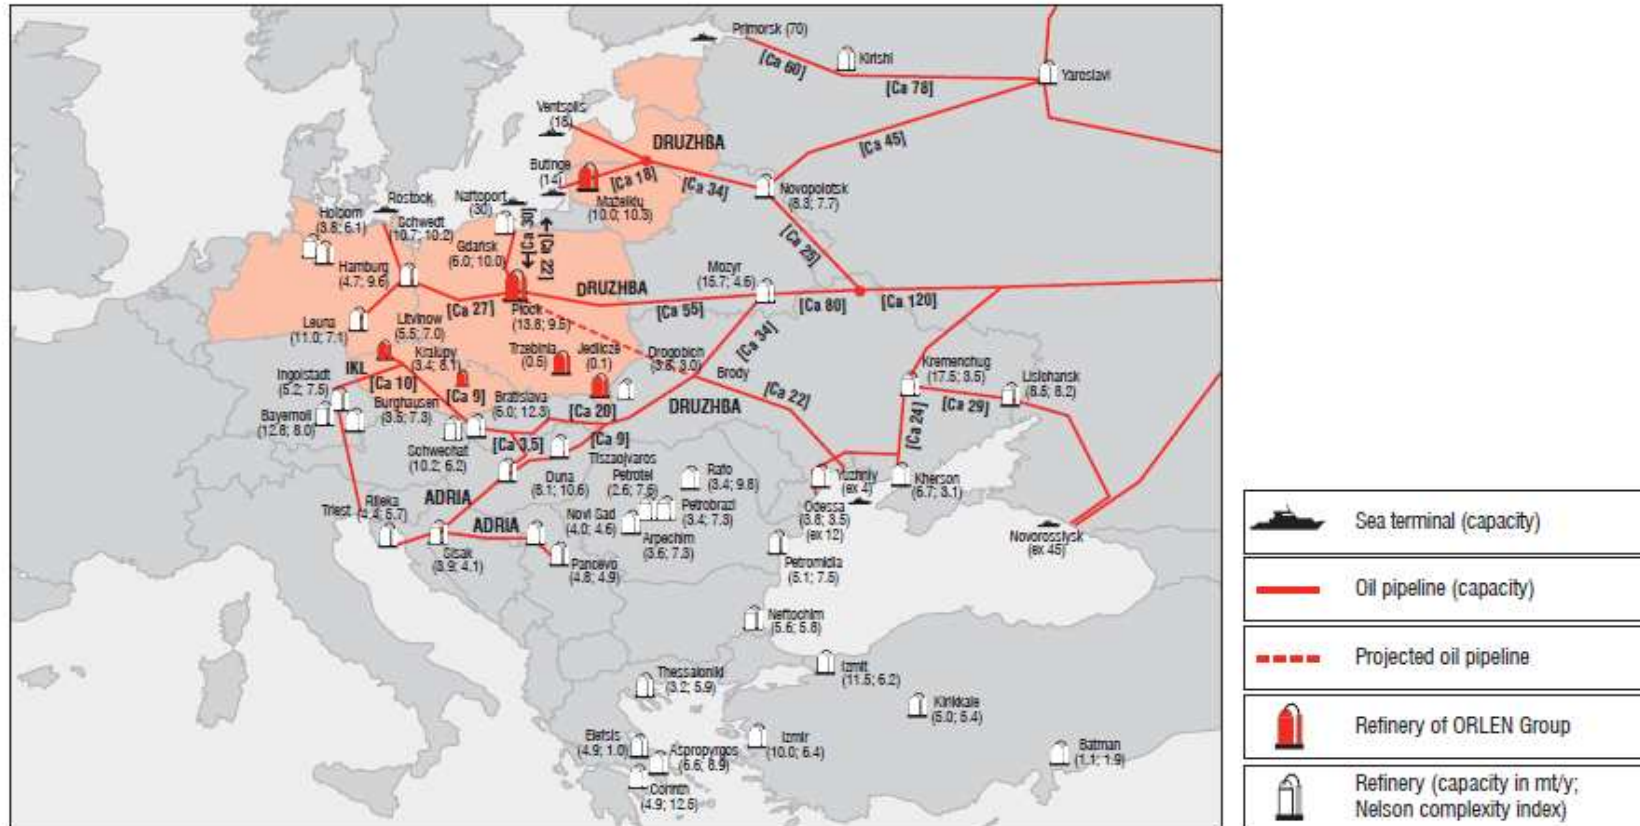 Primorsk (70)
[Ca 60]
Kirishi
[Ca 78]
Yaroslavl
Ventspils
(18)
DRUZHBA
[Ca 45]
Butinge
(14)
[Ca 18]
[Ca 34]
Novopolotsk
(8.8; 7.7)
Mažeikiu
(10.0; 10.3)
Rostock
Naftoport
(30)
Holborn
(3.8; 6.1)
Schwedt
(10.7; 10.2)
[Ca 30]
[Ca 22]
Gdańsk
(6.0; 10.0)
[Ca 25]
Hamburg
(4.7; 9.6)
Mozyr
(15.7; 4.6)
DRUZHBA
[Ca 27]
[Ca 55]
[Ca 80]
[Ca 120]
Płock
(13.8; 9.5)
Leuna
(11.0; 7.1)
Litvinow
(5.5; 7.0)
[Ca 34]
IKL
Kralupy
(3.4; 8.1)
Trzebinia
(0.5)
Jedlicze
(0.1)
Drogobich
(3.8; 3.0)
Brody
Kremenchug
(17.5; 3.5)
Ingolstadt
(5.2; 7.5)
[Ca 10]
[Ca 9]
Bratislava
(6.0; 12.3)
[Ca 20]
DRUZHBA
[Ca 22]
[Ca 24]
[Ca 29]
Lisichansk
(8.5; 8.2)
Bayernoil
(12.8; 8.0)
Burghausen
(3.5; 7.3)
Schwechat
(10.2; 6.2)
[Ca 3,5]
[Ca 9]
Tiszaojvaros
Duna
(8.1; 10.6)
Petrotel
(2.6; 7.6)
Rafo
(3.4; 9.8)
Yuzhniy
(ex 4)
Kherson
(6.7; 3.1)
ADRIA
Rijeka
(4.4; 5.7)
Triest
ADRIA
Novi Sad
(4.0; 4.6)
Petrobrazi
(3.4; 7.3)
Arpechim
(3.6; 7.3)
Odessa
(3.8; 3.5)
(ex 12)
Novorossiysk
(ex 45)
Sisak
(3.9; 4.1)
Pancevo
(4.8; 4.9)
Petromidia
(5.1; 7.5)
Neftochim
(5.6; 5.8)
Thessaloniki
(3.2; 5.9)
Izmit
(11.5; 6.2)
Kirikkale
(5.0; 5.4)
Elefsis
(4.9; 1.0)
Aspropyrgos
(6.6; 8.9)
Izmir
(10.0; 6.4)
Batman
(1.1; 1.9)
Corinth
(4.9; 12.5)
Sea terminal (capacity)
Oil pipeline (capacity)
Projected oil pipeline
Refinery of ORLEN Group
Refinery (capacity in mt/y;
Nelson complexity index)